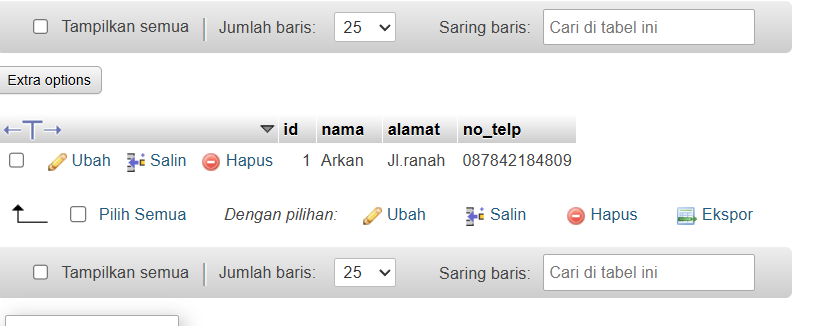 Tampilkan semua Jumlah baris: 25 Saring baris: Cari di tabel ini
Extra options
←T→ id nama alamat no_telp
Ubah Salin Hapus 1 Arkan Jl.ranah 087842184809
Pilih Semua Dengan pilihan: Ubah Salin Hapus Ekspor
Tampilkan semua Jumlah baris: 25 Saring baris: Cari di tabel ini